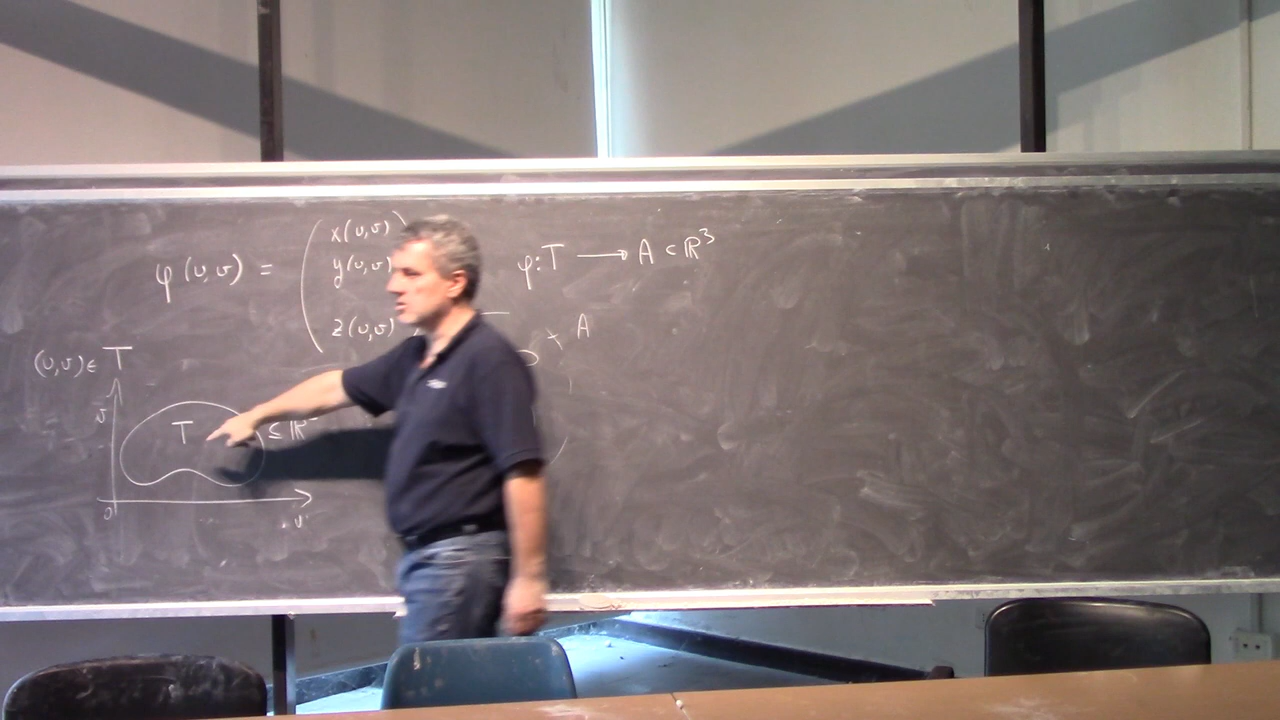 φ(u,v) = ( x(u,v)
y(u,v)
z(u,v)
φ: T ⟶ A ⊂ ℝ³
A
(u,v) ∈ T
v
T ⊆ ℝ
0
u